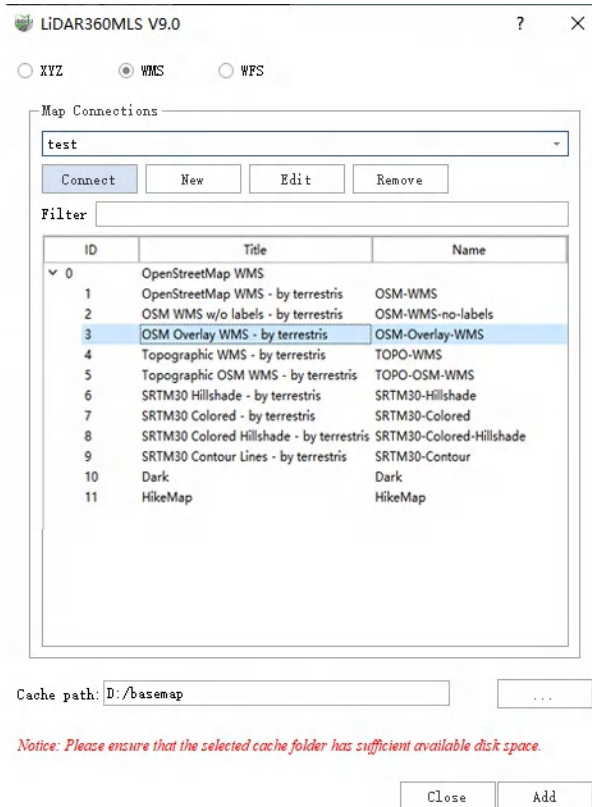 LiDAR360MLS V9.0 ? ×
XYZ WMS WFS
Map Connections
test
Connect New Edit Remove
Filter
ID Title Name
0 OpenStreetMap WMS
1 OpenStreetMap WMS - by terrestris OSM-WMS
2 OSM WMS w/o labels - by terrestris OSM-WMS-no-labels
3 OSM Overlay WMS - by terrestris OSM-Overlay-WMS
4 Topographic WMS - by terrestris TOPO-WMS
5 Topographic OSM WMS - by terrestris TOPO-OSM-WMS
6 SRTM30 Hillshade - by terrestris SRTM30-Hillshade
7 SRTM30 Colored - by terrestris SRTM30-Colored
8 SRTM30 Colored Hillshade - by terrestris SRTM30-Colored-Hillshade
9 SRTM30 Contour Lines - by terrestris SRTM30-Contour
10 Dark Dark
11 HikeMap HikeMap
Cache path: D:/basemap ...
Notice: Please ensure that the selected cache folder has sufficient available disk space.
Close Add